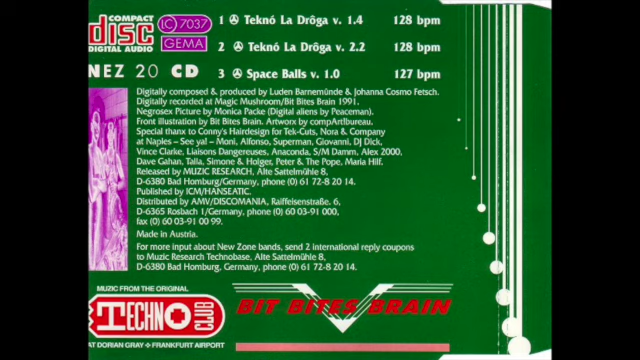 COMPACT
disc
DIGITAL AUDIO
LC 7037
GEMA
NEZ 20 CD
1 Teknó La Drôga v. 1.4 128 bpm
2 Teknó La Drôga v. 2.2 128 bpm
3 Space Balls v. 1.0 127 bpm
Digitally composed & produced by Luden Barnemünde & Johanna Cosmo Fetsch.
Digitally recorded at Magic Mushroom/Bit Bites Brain 1991.
Negrosex Picture by Monica Packe (Digital aliens by Peaceman).
Front illustration by Bit Bites Brain. Artworx by compArtbureau.
Special thanx to Conny's Hairdesign for Tek-Cuts, Nora & Company
at Naples – See ya! – Moni, Alfonso, Superman, Giovanni, DJ Dick,
Vince Clarke, Liaisons Dangereuses, Anaconda, S/M Damm, Alex 2000,
Dave Gahan, Talla, Simone & Holger, Peter & The Pope, Maria Hilf.
Released by MUZIC RESEARCH, Alte Sattelmühle 8,
D-6380 Bad Homburg/Germany, phone (0) 61 72-8 20 14.
Published by ICM/HANSEATIC.
Distributed by AMV/DISCOMANIA, Raiffeisenstraße. 6,
D-6365 Rosbach 1/Germany, phone (0) 60 03-91 000,
fax (0) 60 03-91 00 99.
Made in Austria.
For more input about New Zone bands, send 2 international reply coupons
to Muzic Research Technobase, Alte Sattelmühle 8,
D-6380 Bad Homburg, Germany, phone (0) 61 72-8 20 14.
MUZIC FROM THE ORIGINAL
TECHNO
CLUB
AT DORIAN GRAY FRANKFURT AIRPORT
BIT BITES BRAIN